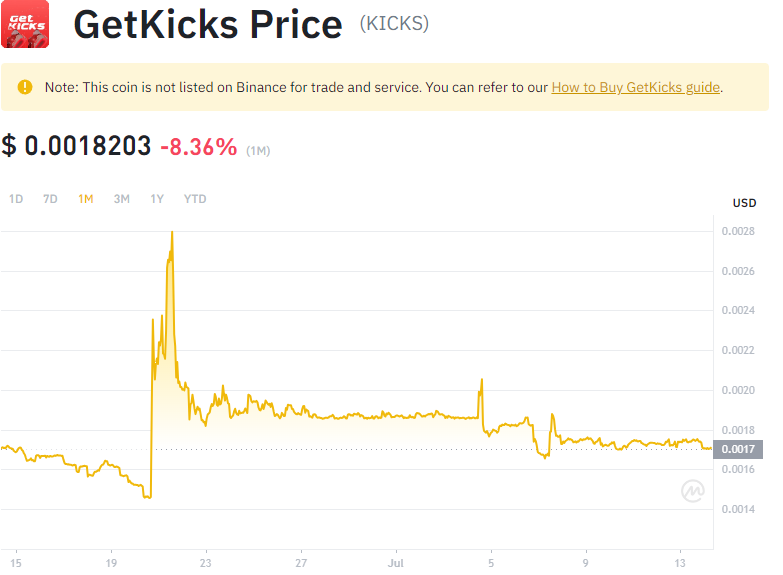 GET
KICKS
GetKicks Price (KICKS)
Note: This coin is not listed on Binance for trade and service. You can refer to our How to Buy GetKicks guide.
$ 0.0018203 -8.36% (1M)
1D 7D 1M 3M 1Y YTD
USD
0.0028
0.0026
0.0024
0.0022
0.0020
0.0018
0.0017
0.0016
0.0014
15 19 23 27 Jul 5 9 13